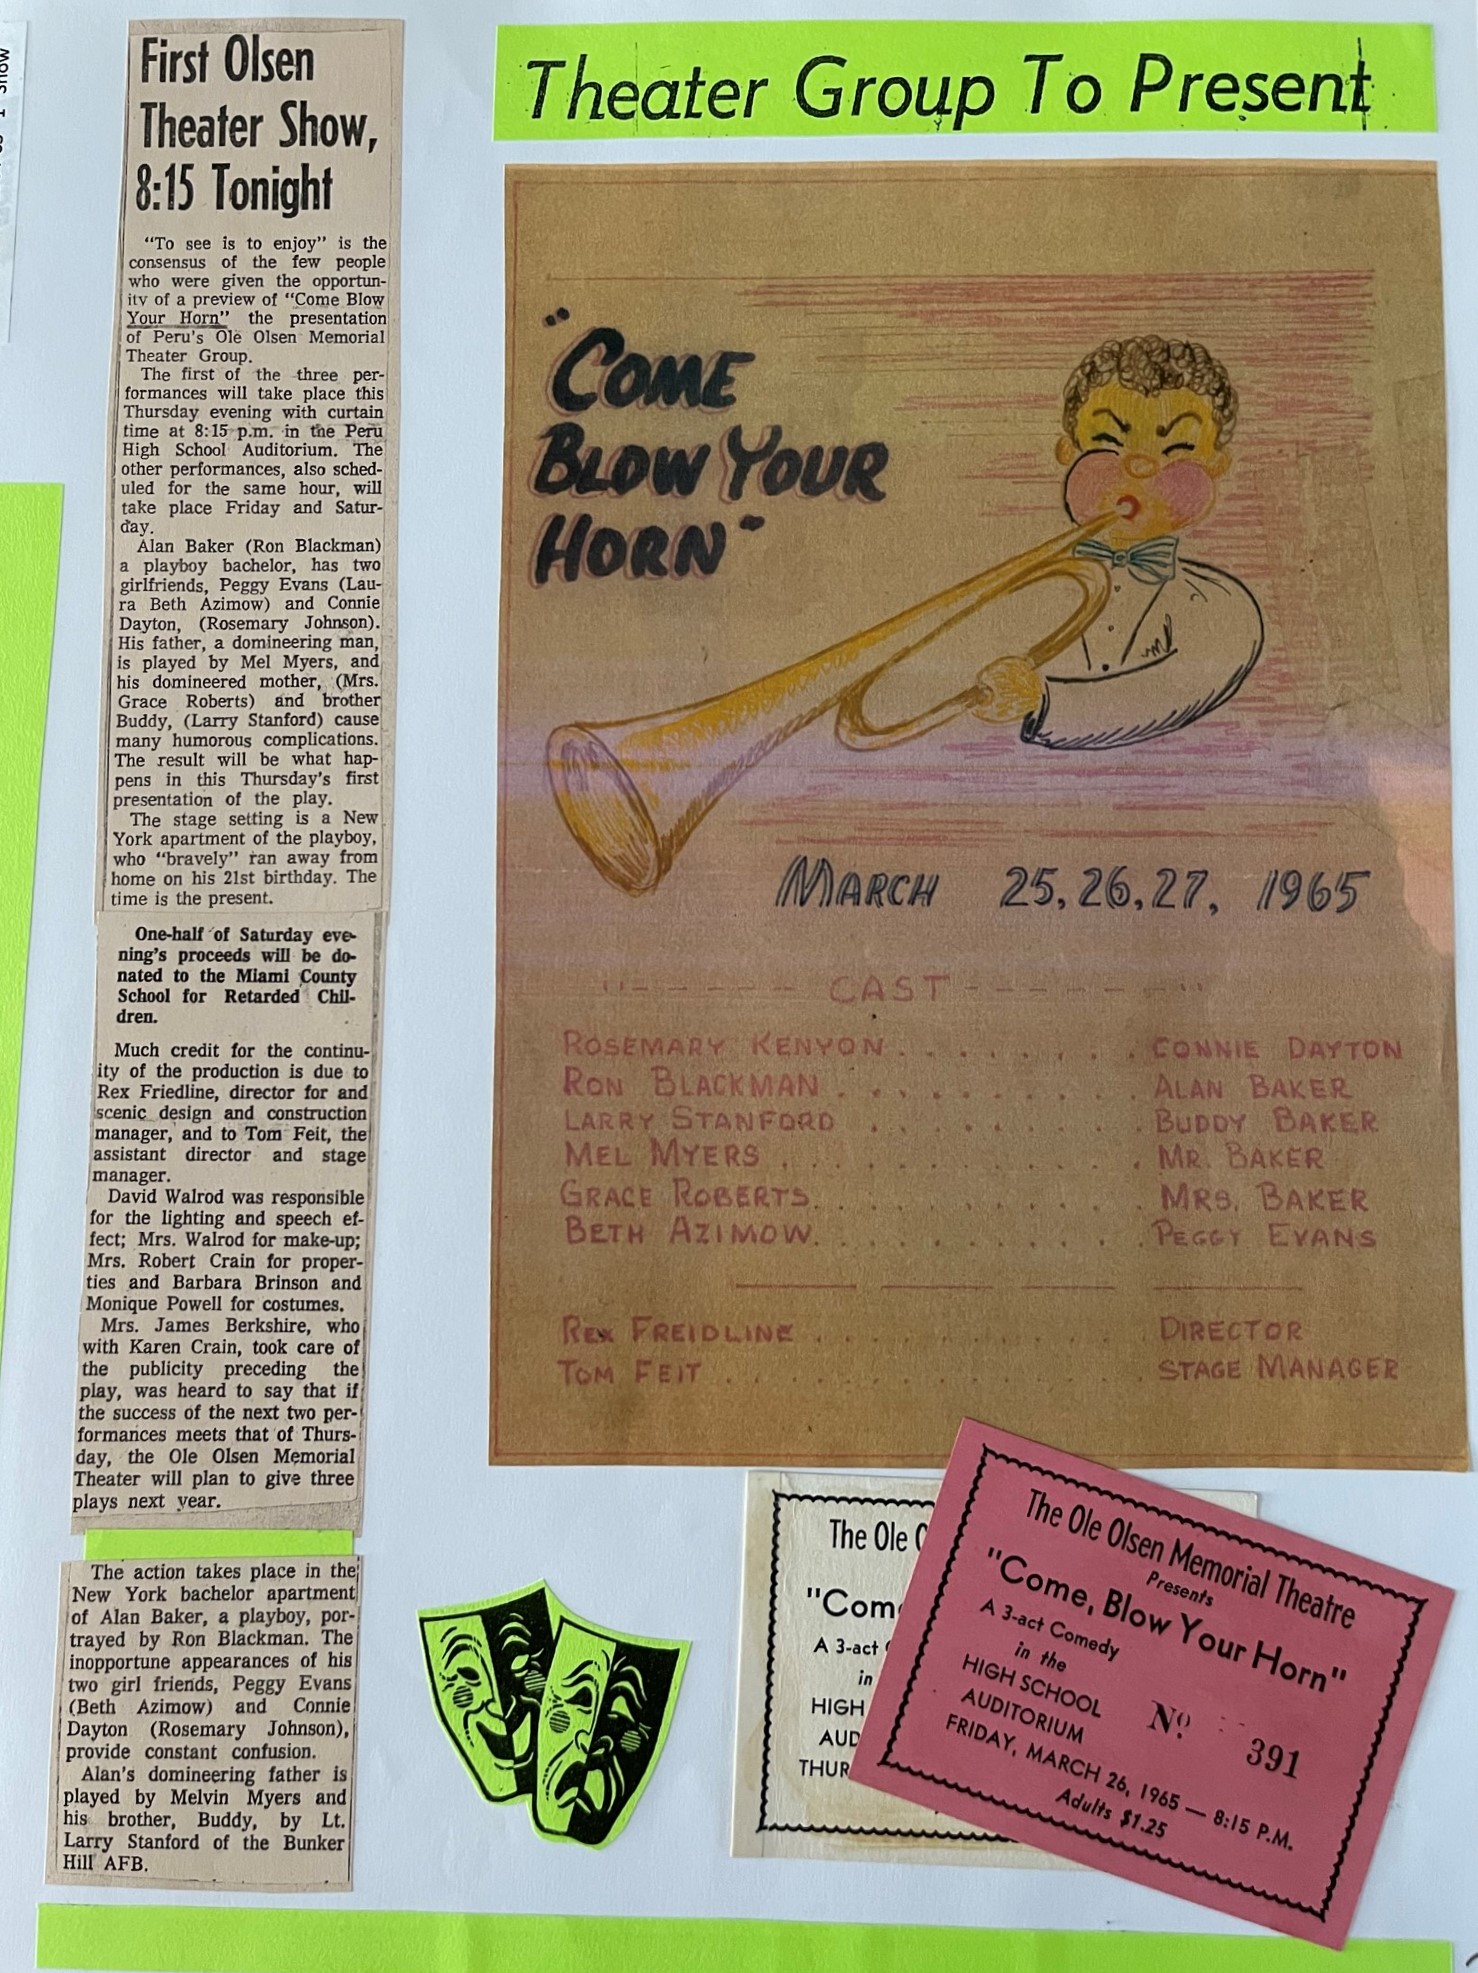 First Olsen
Theater Show,
8:15 Tonight
"To see is to enjoy" is the
consensus of the few people
who were given the opportun-
ity of a preview of "Come Blow
Your Horn" the presentation
of Peru's Ole Olsen Memorial
Theater Group.
The first of the three per-
formances will take place this
Thursday evening with curtain
time at 8:15 p.m. in the Peru
High School Auditorium. The
other performances, also sched-
uled for the same hour, will
take place Friday and Satur-
day.
Alan Baker (Ron Blackman)
a playboy bachelor, has two
girlfriends, Peggy Evans (Lau-
ra Beth Azimow) and Connie
Dayton, (Rosemary Johnson).
His father, a domineering man,
is played by Mel Myers, and
his domineered mother, (Mrs.
Grace Roberts) and brother
Buddy, (Larry Stanford) cause
many humorous complications.
The result will be what hap-
pens in this Thursday's first
presentation of the play.
The stage setting is a New
York apartment of the playboy,
who "bravely" ran away from
home on his 21st birthday. The
time is the present.
One-half of Saturday eve-
ning's proceeds will be do-
nated to the Miami County
School for Retarded Chil-
dren.
Much credit for the continu-
ity of the production is due to
Rex Friedline, director for and
scenic design and construction
manager, and to Tom Feit, the
assistant director and stage
manager.
David Walrod was responsible
for the lighting and speech ef-
fect; Mrs. Walrod for make-up;
Mrs. Robert Crain for proper-
ties and Barbara Brinson and
Monique Powell for costumes.
Mrs. James Berkshire, who
with Karen Crain, took care of
the publicity preceding the
play, was heard to say that if
the success of the next two per-
formances meets that of Thurs-
day, the Ole Olsen Memorial
Theater will plan to give three
plays next year.
The action takes place in the
New York bachelor apartment
of Alan Baker, a playboy, por-
trayed by Ron Blackman. The
inopportune appearances of his
two girl friends, Peggy Evans
(Beth Azimow) and Connie
Dayton (Rosemary Johnson),
provide constant confusion.
Alan's domineering father is
played by Melvin Myers and
his brother, Buddy, by Lt.
Larry Stanford of the Bunker
Hill AFB.
Theater Group To Present
"COME
BLOW YOUR
HORN"
MARCH 25, 26, 27, 1965
"- - - - - - CAST - - - - - - "
ROSEMARY KENYON . . . . . . . . CONNIE DAYTON
RON BLACKMAN . . . . . . . . . . ALAN BAKER
LARRY STANFORD . . . . . . . . . BUDDY BAKER
MEL MYERS . . . . . . . . . . . . MR. BAKER
GRACE ROBERTS . . . . . . . . . . MRS. BAKER
BETH AZIMOW . . . . . . . . . . . PEGGY EVANS
REX FREIDLINE . . . . . . . . . . DIRECTOR
TOM FEIT . . . . . . . . . . . . . STAGE MANAGER
The Ole O
"Com
A 3-act
in
HIGH
AUD
THUR
The Ole Olsen Memorial Theatre
Presents
"Come, Blow Your Horn"
A 3-act Comedy
in the
HIGH SCHOOL
AUDITORIUM
No. 391
FRIDAY, MARCH 26, 1965 — 8:15 P.M.
Adults $1.25